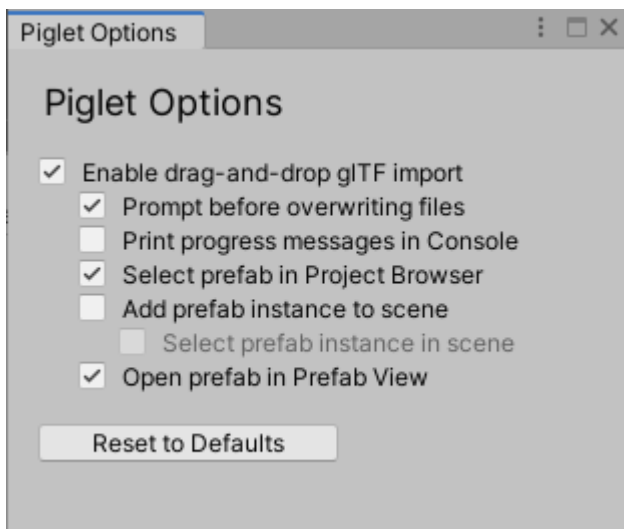 Piglet Options
Piglet Options
Enable drag-and-drop glTF import
Prompt before overwriting files
Print progress messages in Console
Select prefab in Project Browser
Add prefab instance to scene
Select prefab instance in scene
Open prefab in Prefab View
Reset to Defaults